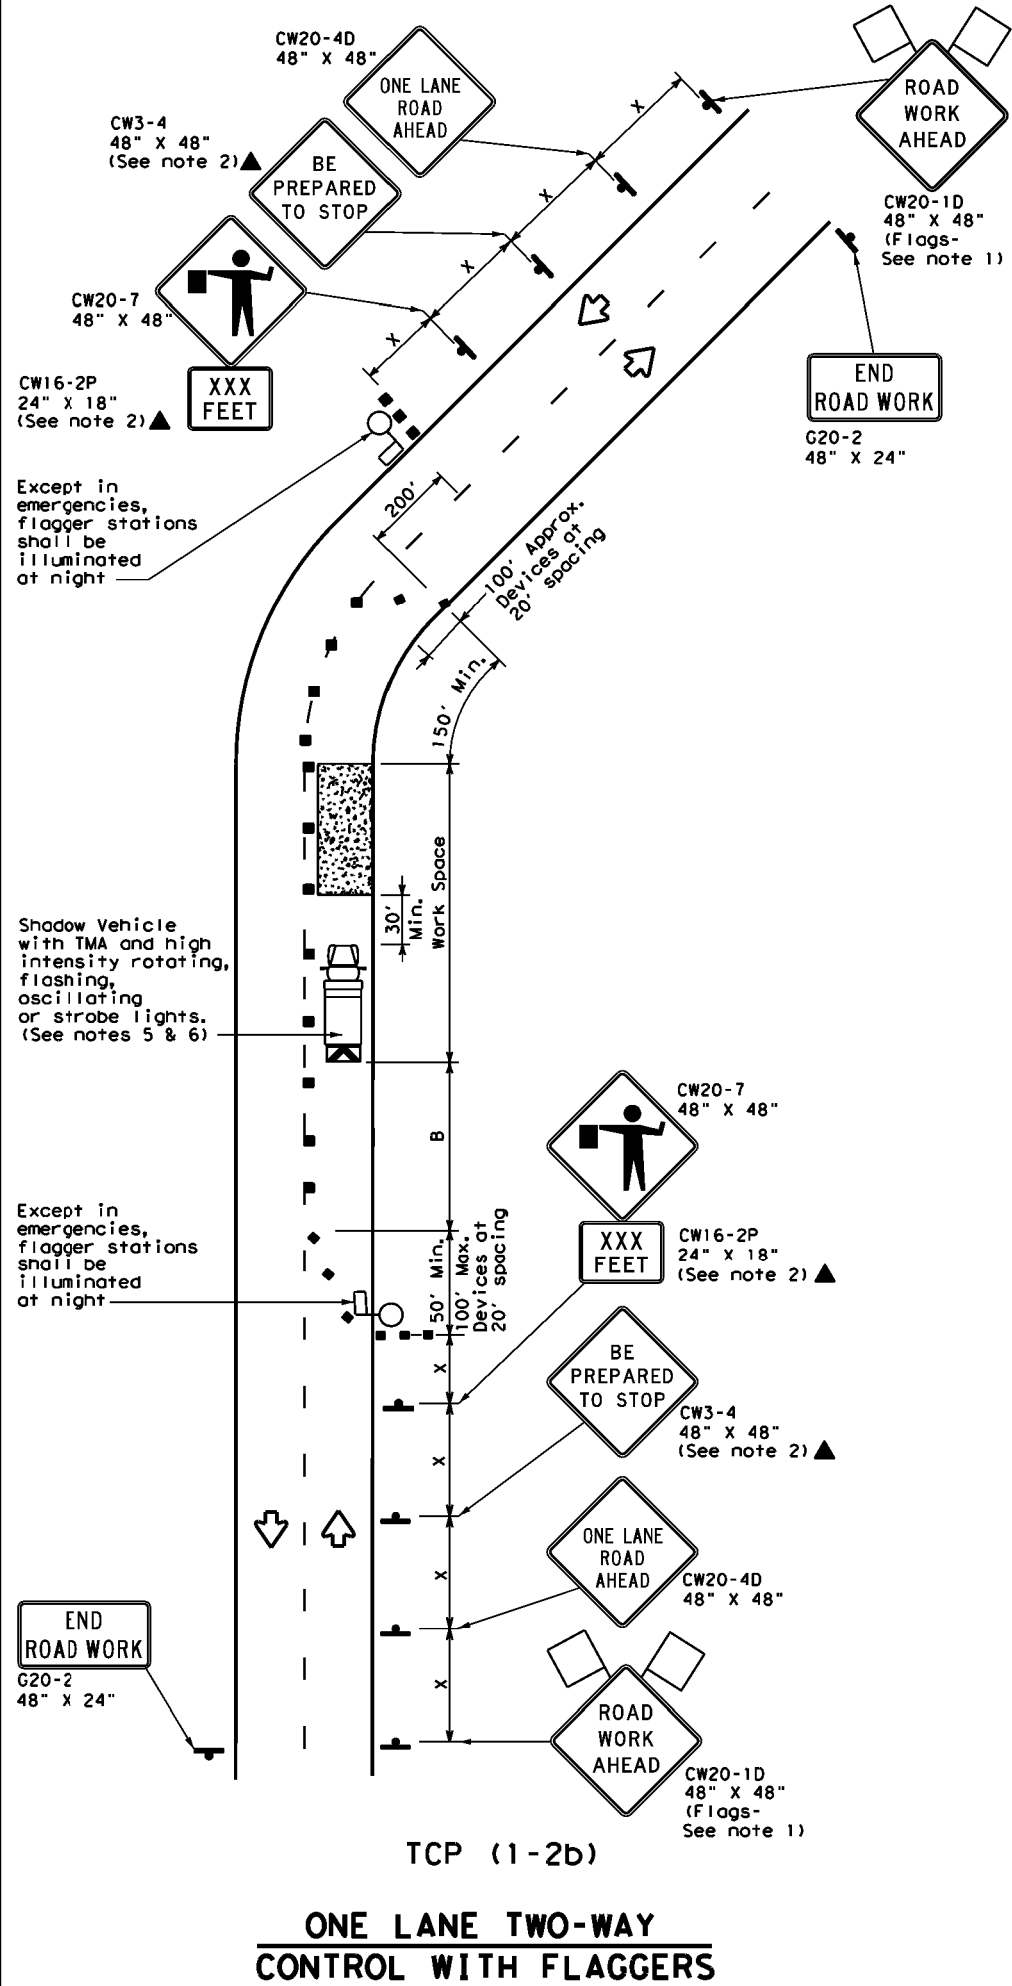 CW20-4D
48" X 48"
ONE LANE
ROAD
AHEAD
ROAD
WORK
AHEAD
CW3-4
48" X 48"
(See note 2)
BE
PREPARED
TO STOP
CW20-1D
48" X 48"
(Flags-
See note 1)
X
X
X
X
CW20-7
48" X 48"
CW16-2P
24" X 18"
(See note 2)
XXX
FEET
END
ROAD WORK
G20-2
48" X 24"
Except in
emergencies,
flagger stations
shall be
illuminated
at night
200'
100' Approx.
Devices at
20' spacing
150' Min.
Work Space
30'
Min.
Shadow Vehicle
with TMA and high
intensity rotating,
flashing,
oscillating
or strobe lights.
(See notes 5 & 6)
B
CW20-7
48" X 48"
Except in
emergencies,
flagger stations
shall be
illuminated
at night
50' Min.
100' Max.
Devices at
20' spacing
XXX
FEET
CW16-2P
24" X 18"
(See note 2)
X
BE
PREPARED
TO STOP
CW3-4
48" X 48"
(See note 2)
X
ONE LANE
ROAD
AHEAD
CW20-4D
48" X 48"
X
END
ROAD WORK
G20-2
48" X 24"
X
ROAD
WORK
AHEAD
CW20-1D
48" X 48"
(Flags-
See note 1)
TCP (1-2b)
ONE LANE TWO-WAY
CONTROL WITH FLAGGERS